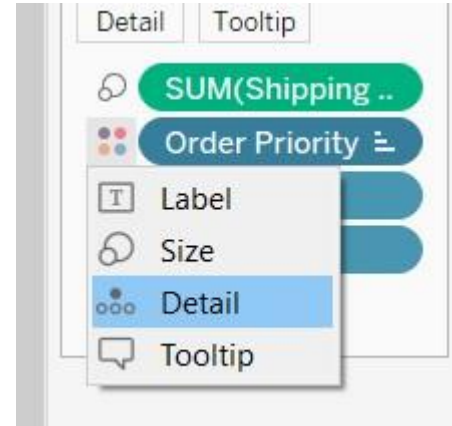 Detail Tooltip
SUM(Shipping ..
Order Priority
T Label
Size
Detail
Tooltip